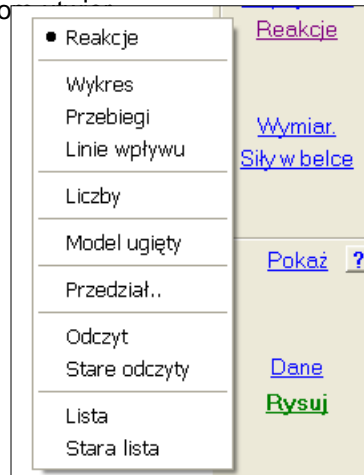 Reakcje
Wykres
Przebiegi
Linie wpływu
Liczby
Model ugięty
Przedział..
Odczyt
Stare odczyty
Lista
Stara lista
Reakcje
Wymiar.
Siły w belce
Pokaż ?
Dane
Rysuj